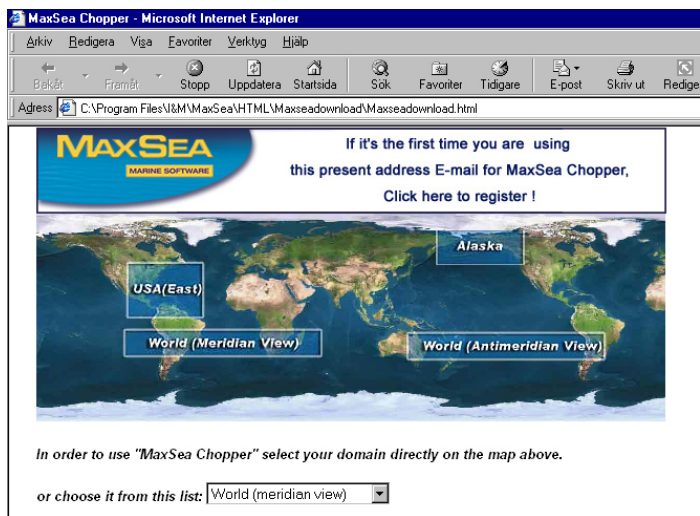 MaxSea Chopper - Microsoft Internet Explorer
Arkiv Redigera Visa Favoriter Verktyg Hjälp
Bakåt Framåt Stopp Uppdatera Startsida Sök Favoriter Tidigare E-post Skriv ut Redige
Adress C:\Program Files\I&M\MaxSea\HTML\Maxseadownload\Maxseadownload.html
MAXSEA
MARINE SOFTWARE
If it's the first time you are using
this present address E-mail for MaxSea Chopper,
Click here to register !
Alaska
USA(East)
World (Meridian View)
World (Antimeridian View)
In order to use "MaxSea Chopper" select your domain directly on the map above.
or choose it from this list: World (meridian view)